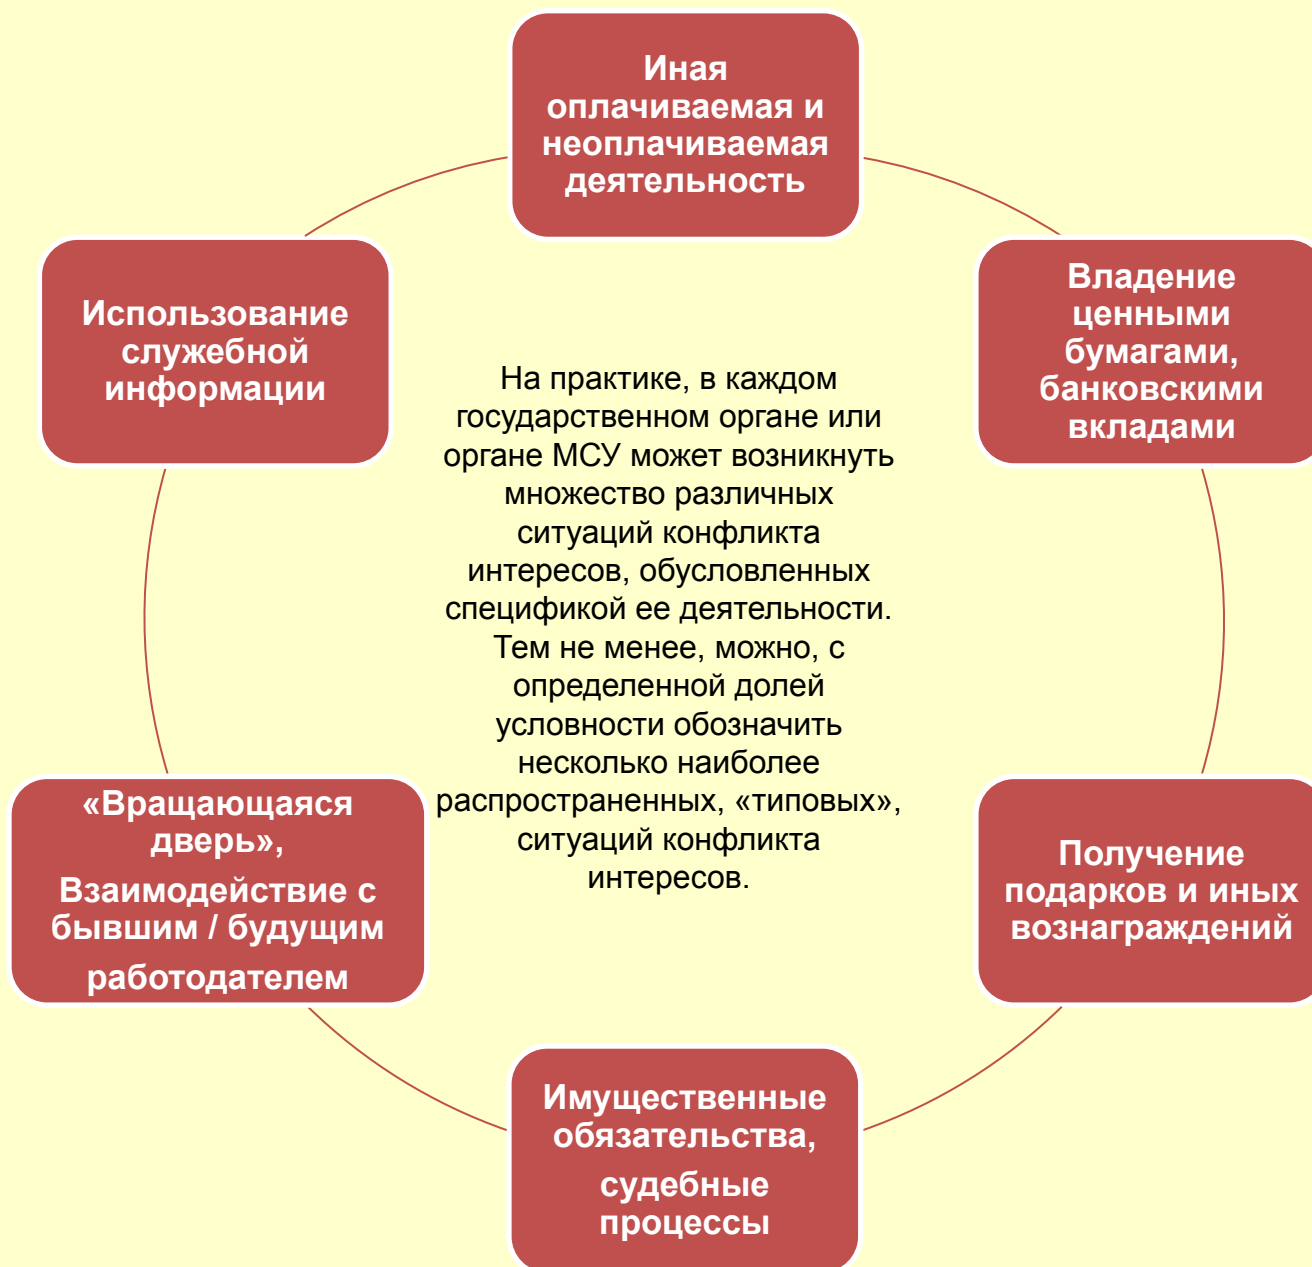 Иная
оплачиваемая и
неоплачиваемая
деятельность
Владение
ценными
бумагами,
банковскими
вкладами
Получение
подарков и иных
вознаграждений
Имущественные
обязательства,
судебные
процессы
«Вращающаяся
дверь»,
Взаимодействие с
бывшим / будущим
работодателем
Использование
служебной
информации
На практике, в каждом
государственном органе или
органе МСУ может возникнуть
множество различных
ситуаций конфликта
интересов, обусловленных
спецификой ее деятельности.
Тем не менее, можно, с
определенной долей
условности обозначить
несколько наиболее
распространенных, «типовых»,
ситуаций конфликта
интересов.